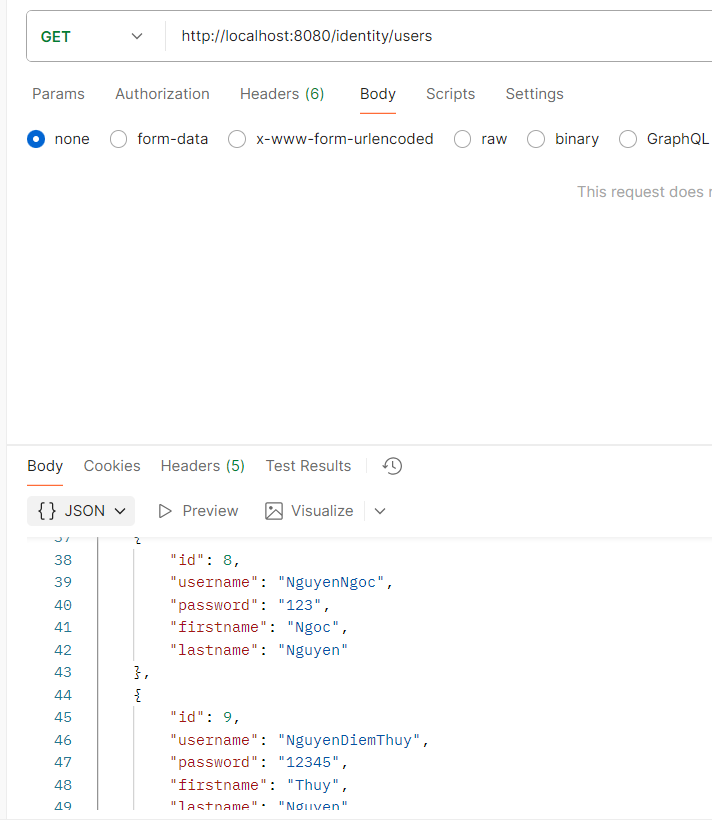 GET http://localhost:8080/identity/users
Params Authorization Headers (6) Body Scripts Settings
none form-data x-www-form-urlencoded raw binary GraphQL
This request does
Body Cookies Headers (5) Test Results
{} JSON Preview Visualize
37 {
38 "id": 8,
39 "username": "NguyenNgoc",
40 "password": "123",
41 "firstname": "Ngoc",
42 "lastname": "Nguyen"
43 },
44 {
45 "id": 9,
46 "username": "NguyenDiemThuy",
47 "password": "12345",
48 "firstname": "Thuy",
49 "lastname": "Nguyen"